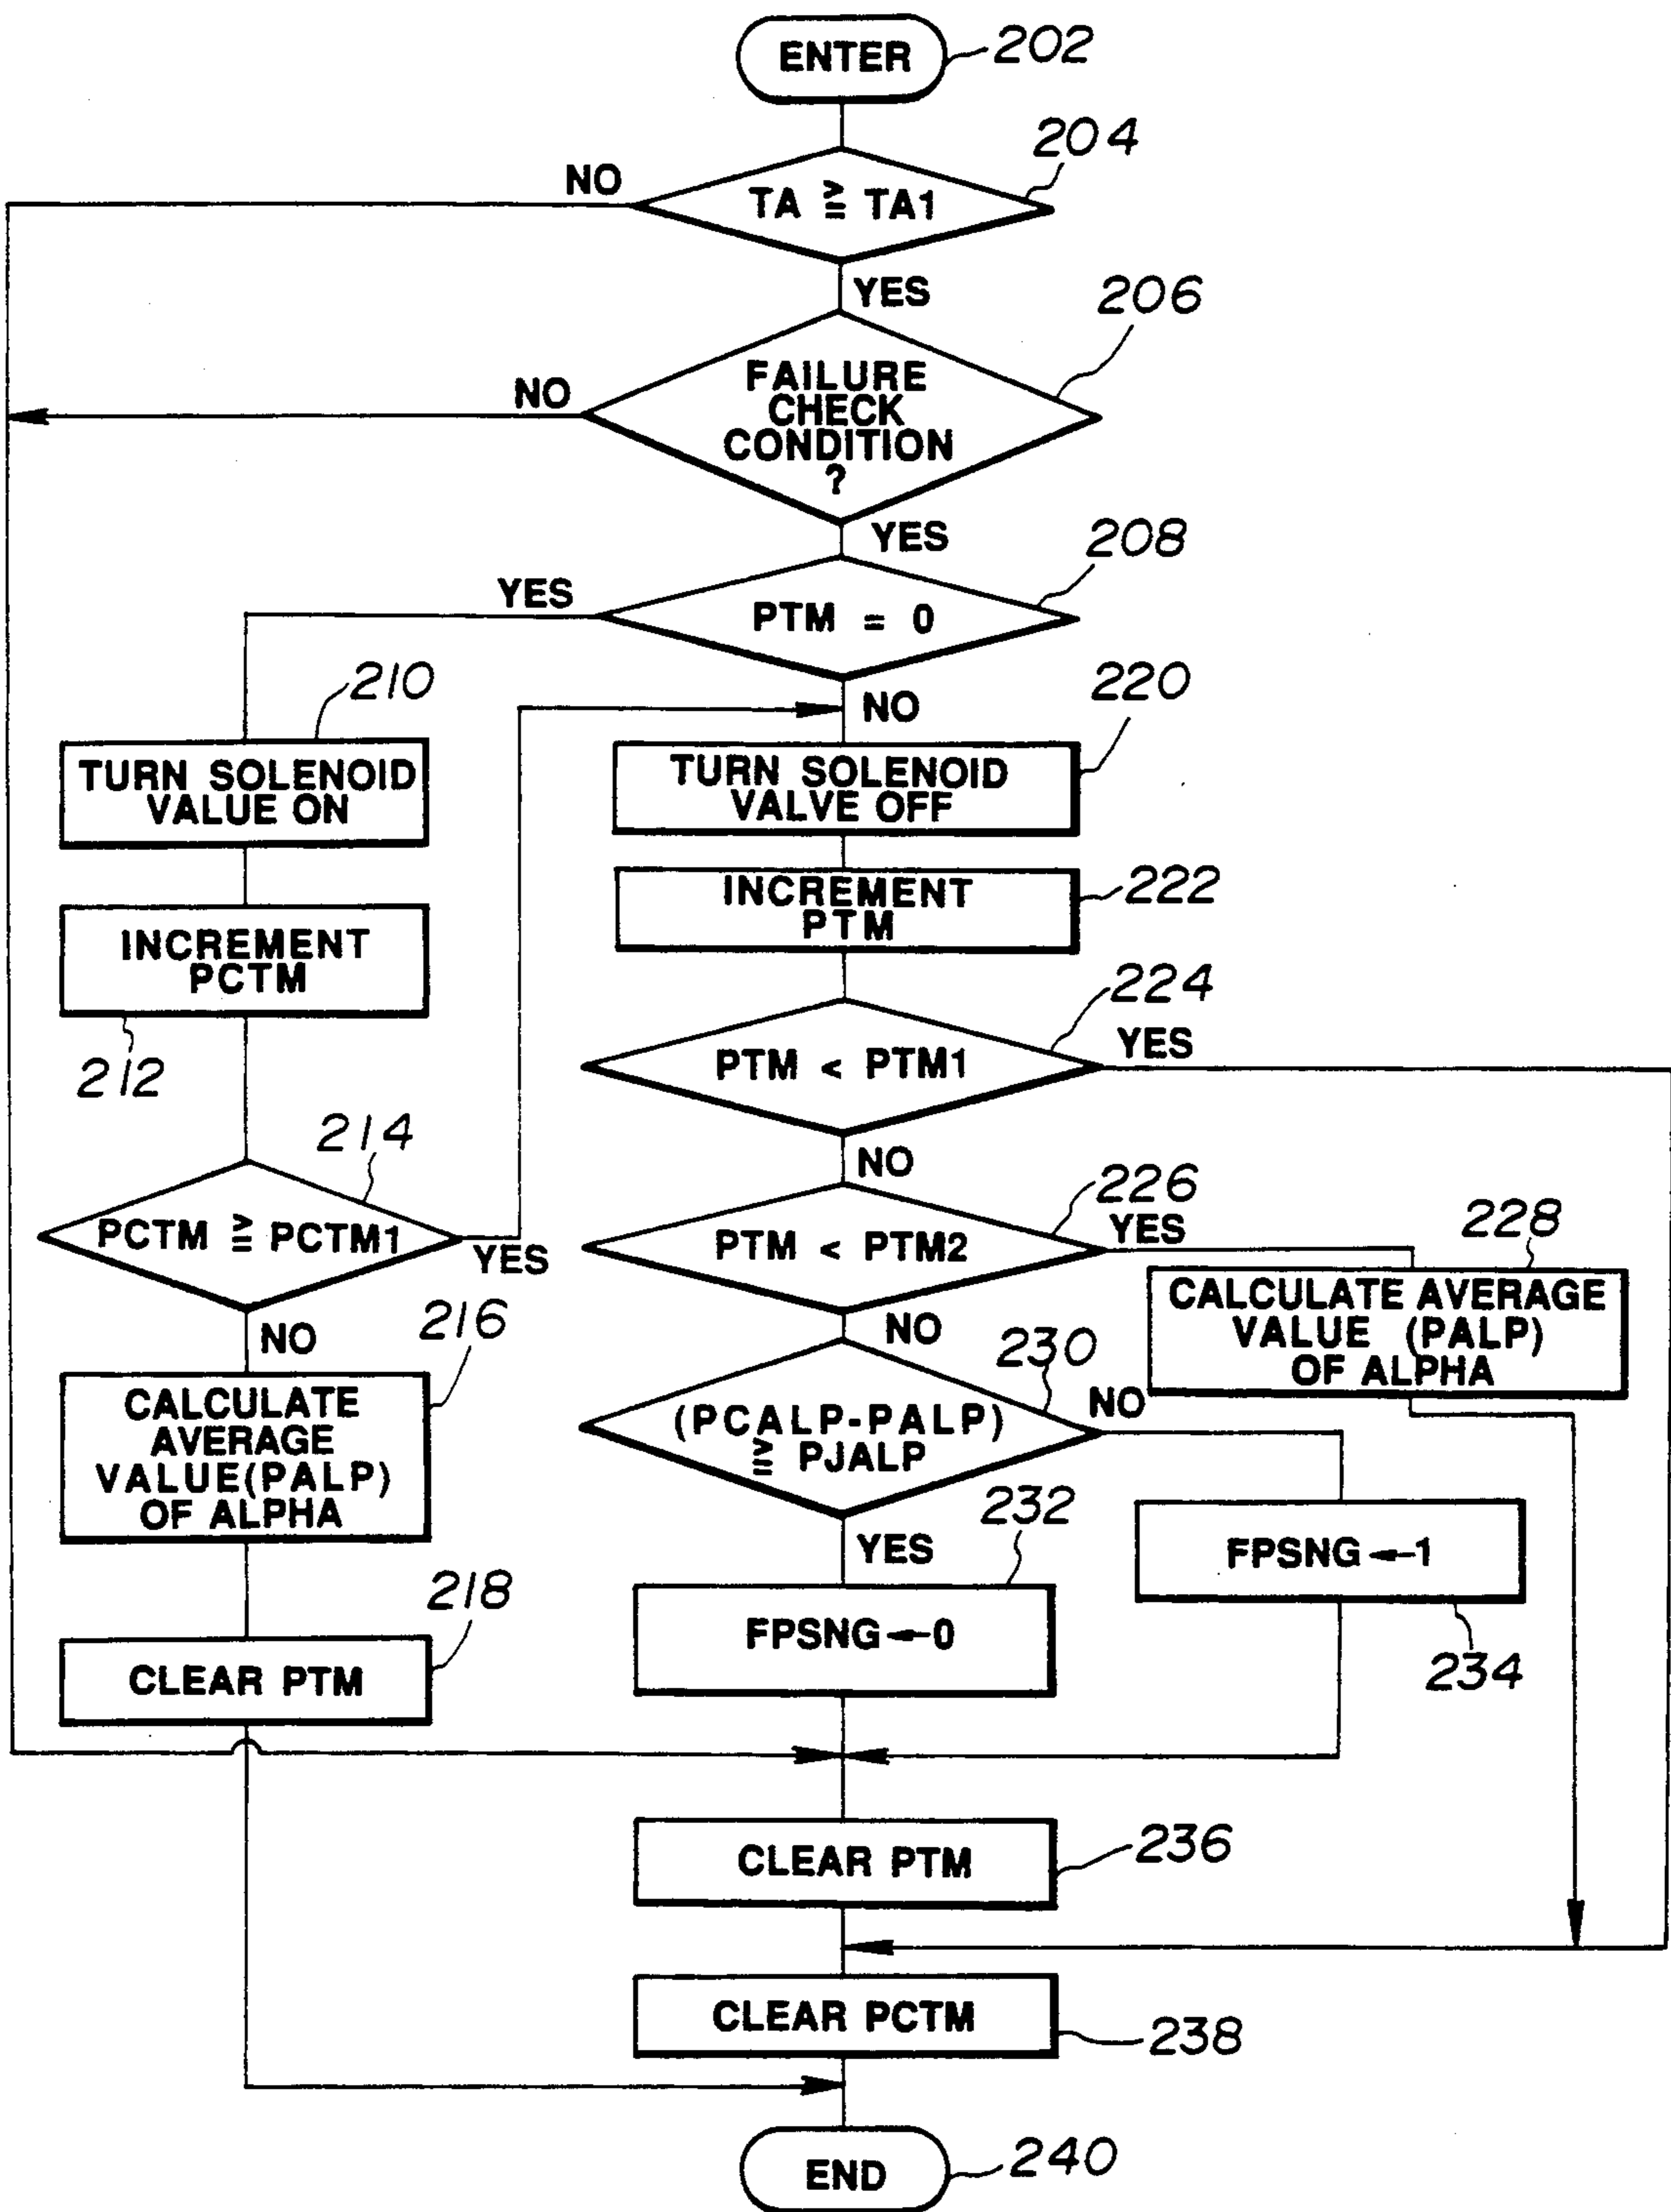 ENTER
202
204
NO
TA ≧ TA1
YES
206
FAILURE
CHECK
CONDITION
?
NO
YES
208
YES
PTM = 0
NO
210
TURN SOLENOID
VALUE ON
220
TURN SOLENOID
VALVE OFF
INCREMENT
PCTM
212
INCREMENT
PTM
222
224
PTM < PTM1
YES
NO
214
PCTM ≧ PCTM1
YES
NO
226
PTM < PTM2
YES
NO
228
CALCULATE AVERAGE
VALUE (PALP)
OF ALPHA
216
CALCULATE
AVERAGE
VALUE(PALP)
OF ALPHA
230
(PCALP-PALP)
≧ PJALP
NO
YES
232
FPSNG←0
FPSNG←1
234
218
CLEAR PTM
CLEAR PTM
236
CLEAR PCTM
238
END
240